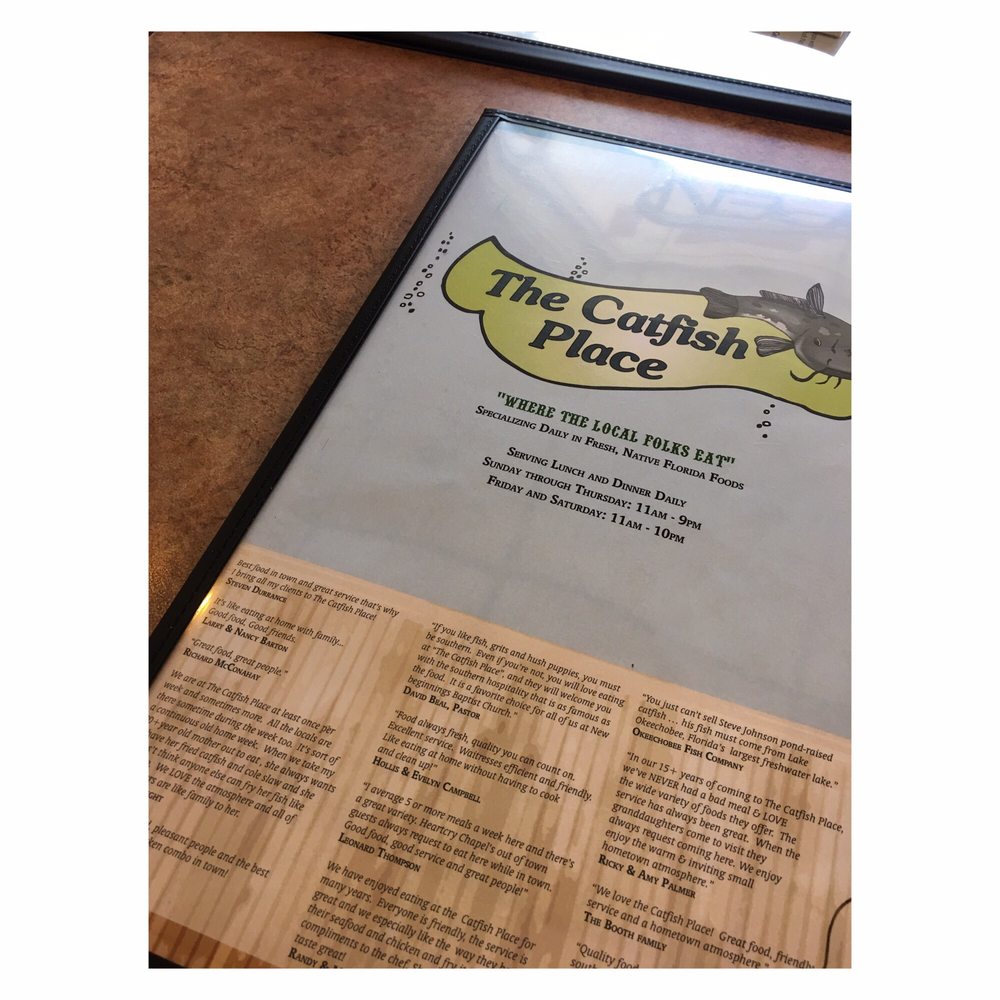 The Catfish
Place
"WHERE THE LOCAL FOLKS EAT"
SPECIALIZING DAILY IN FRESH, NATIVE FLORIDA FOODS
SERVING LUNCH AND DINNER DAILY
SUNDAY THROUGH THURSDAY: 11AM - 9PM
FRIDAY AND SATURDAY: 11AM - 10PM
Best food in town and great service that's why
I bring all my clients to The Catfish Place!
STEVEN DURRANCE
It's like eating at home with family...
Good food, Good friends.
LARRY & NANCY BARTON
"Great food, great people."
RICHARD MCCONAHAY
We are at The Catfish Place at least once per
week and sometimes more. All the locals are
there sometime during the week too. It's sort of
continuous old home week. When we take my
year old mother out to eat, she always wants
have her fried catfish and cole slaw and she
think anyone else can fry her fish like
We LOVE the atmosphere and all of
are like family to her.
pleasant people and the best
combo in town!
"If you like fish, grits and hush puppies, you must
be southern. Even if you're not, you will love eating
at "The Catfish Place", and they will welcome you
with the southern hospitality that is as famous as
the food. It is a favorite choice for all of us at New
beginnings Baptist Church."
DAVID BEAL, PASTOR
"Food always fresh, quality you can count on.
Excellent service, Waitresses efficient and friendly.
Like eating at home without having to cook
and clean up!"
HOLLIS & EVELYN CAMPBELL
"I average 5 or more meals a week here and there's
a great variety. Heartcry Chapel's out of town
guests always request to eat here while in town.
Good food, good service and great people!"
LEONARD THOMPSON
We have enjoyed eating at the Catfish Place for
many years. Everyone is friendly, the service is
great and we especially like the way they
their seafood and chicken and fry
compliments to the chef.
taste great!
RANDY &
"You just can't sell Steve Johnson pond-raised
catfish ... his fish must come from Lake
Okeechobee, Florida's largest freshwater lake."
OKEECHOBEE FISH COMPANY
"In our 15+ years of coming to The Catfish Place,
we've NEVER had a bad meal & LOVE
the wide variety of foods they offer. The
service has always been great. When the
granddaughters come to visit they
always request coming here. We enjoy
enjoy the warm & inviting small
hometown atmosphere."
RICKY & AMY PALMER
"We love the Catfish Place! Great food, friendly
service and a hometown atmosphere."
THE BOOTH FAMILY
"Quality food